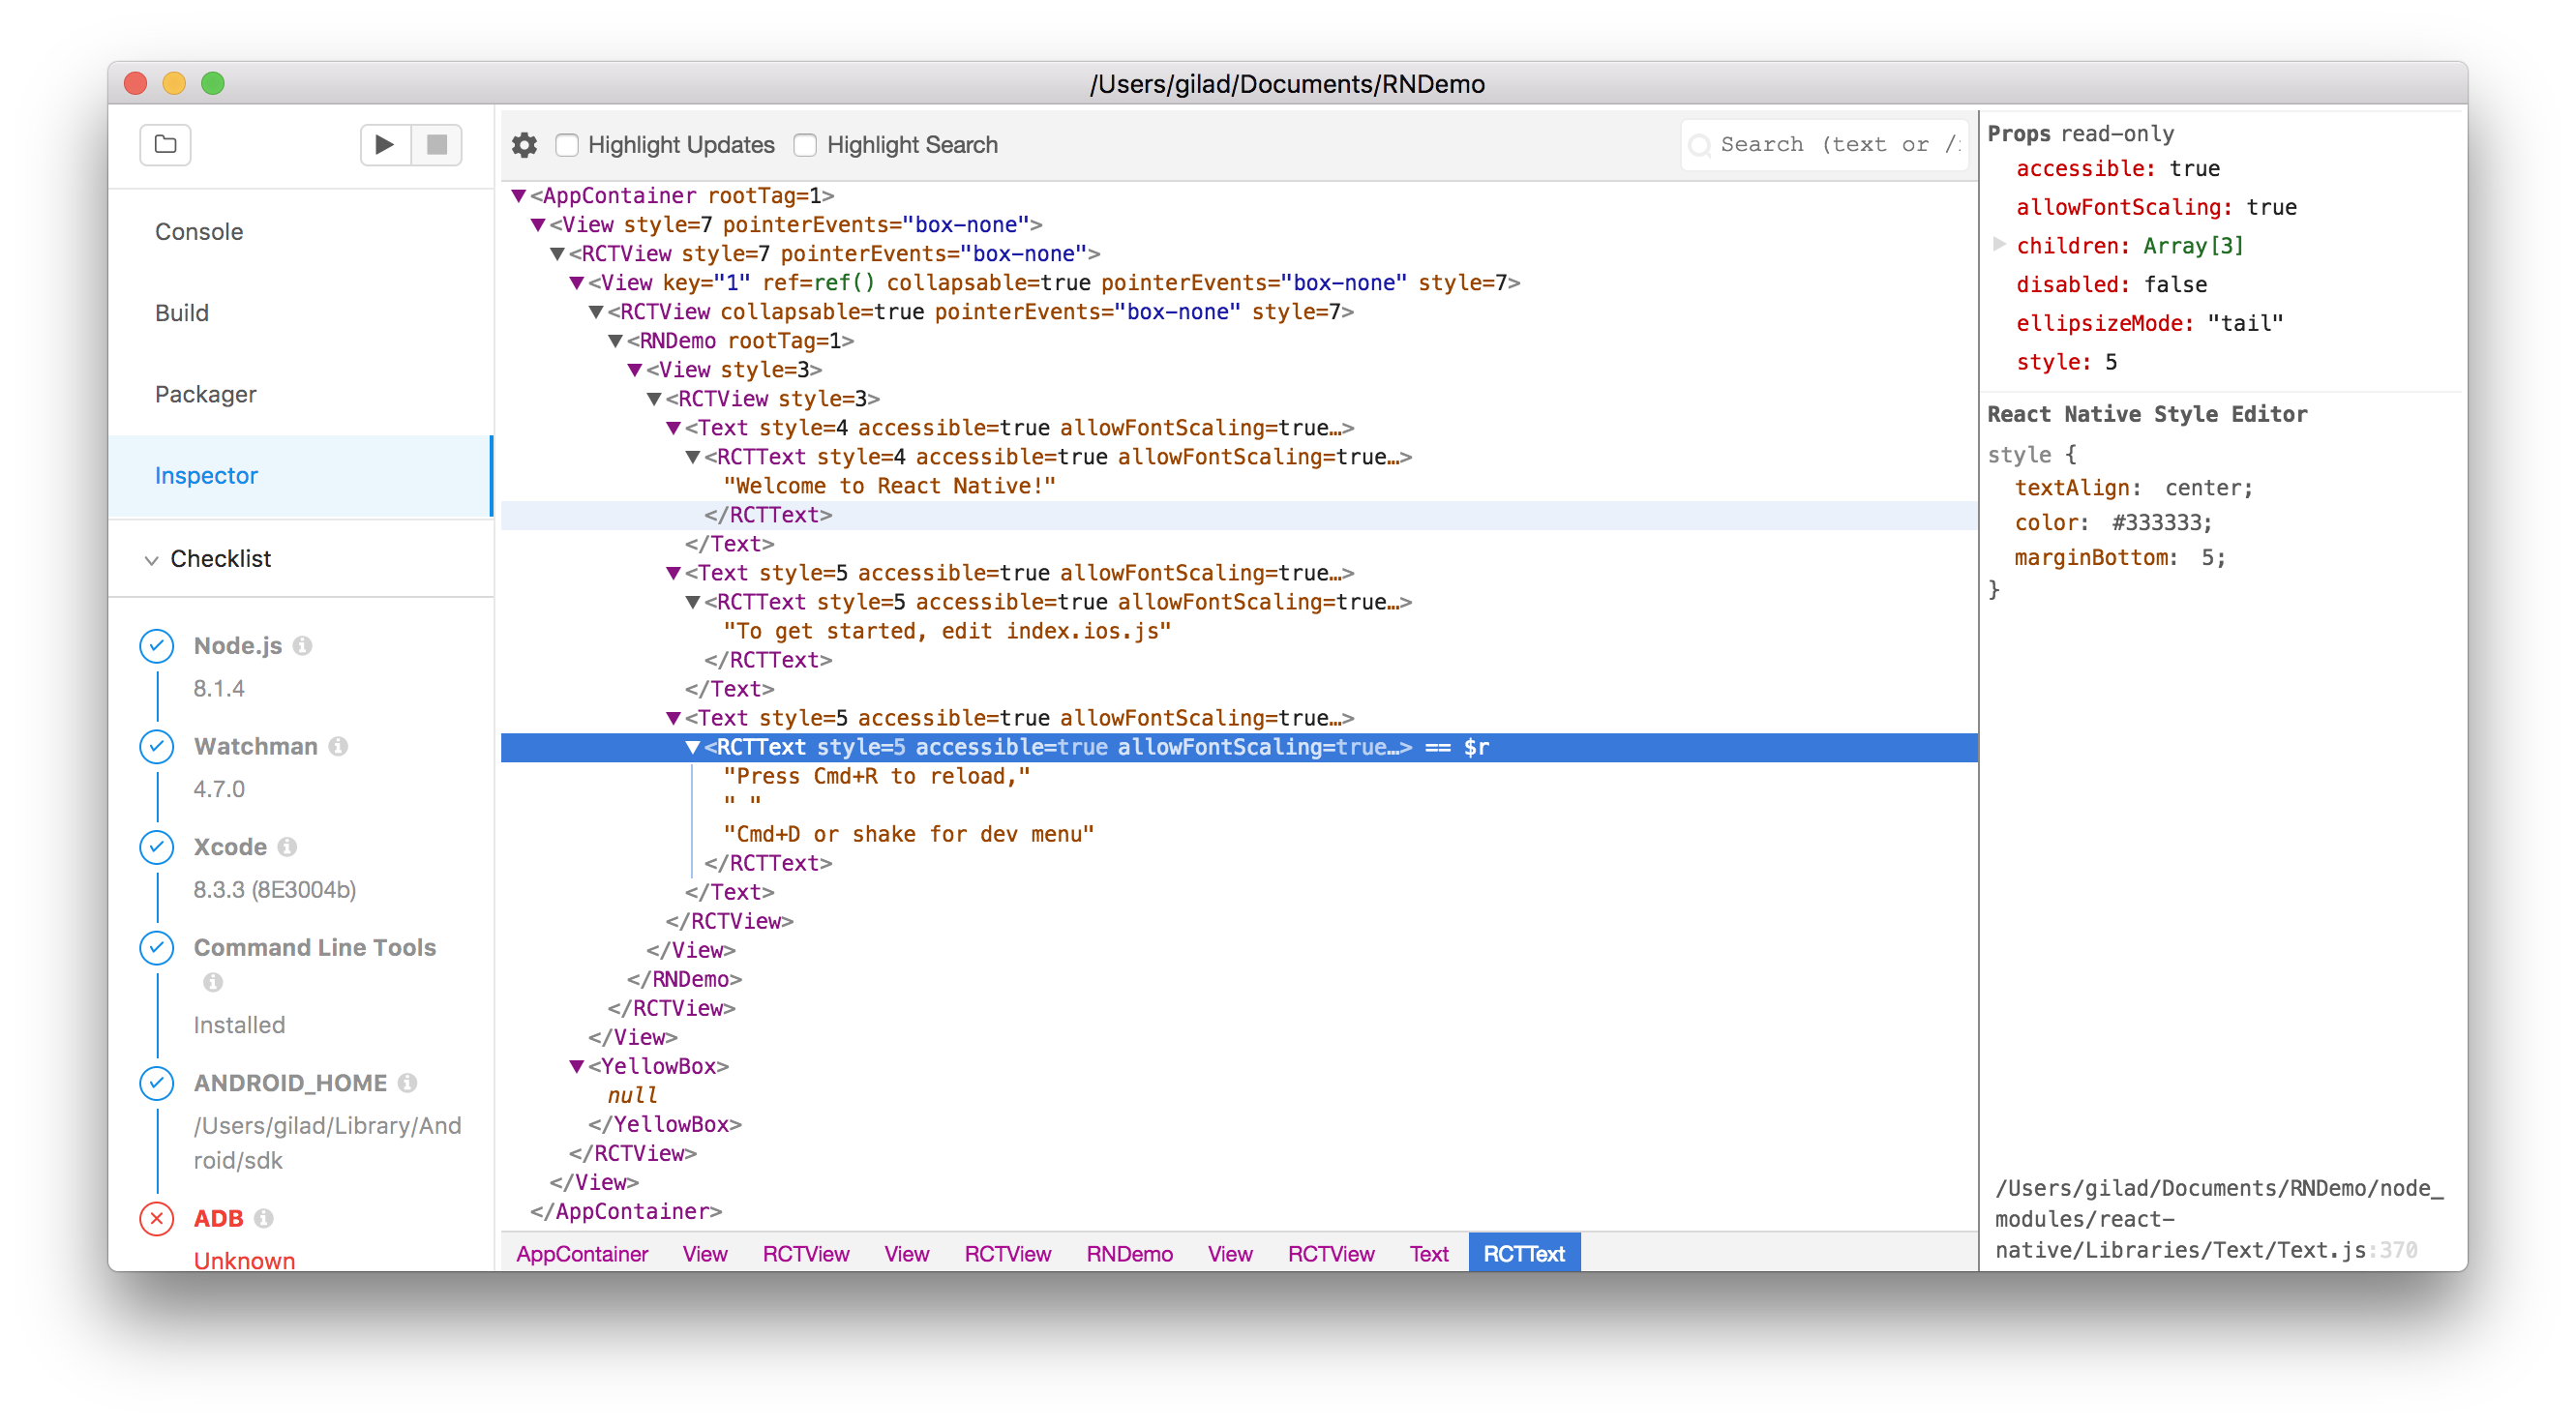 /Users/gilad/Documents/RNDemo
Console
Build
Packager
Inspector
Checklist
Node.js
8.1.4
Watchman
4.7.0
Xcode
8.3.3 (8E3004b)
Command Line Tools
Installed
ANDROID_HOME
/Users/gilad/Library/And
roid/sdk
ADB
Unknown
Highlight Updates
Highlight Search
Search (text or /
<AppContainer rootTag=1>
<View style=7 pointerEvents="box-none">
<RCTView style=7 pointerEvents="box-none">
<View key="1" ref=ref() collapsable=true pointerEvents="box-none" style=7>
<RCTView collapsable=true pointerEvents="box-none" style=7>
<RNDemo rootTag=1>
<View style=3>
<RCTView style=3>
<Text style=4 accessible=true allowFontScaling=true…>
<RCTText style=4 accessible=true allowFontScaling=true…>
"Welcome to React Native!"
</RCTText>
</Text>
<Text style=5 accessible=true allowFontScaling=true…>
<RCTText style=5 accessible=true allowFontScaling=true…>
"To get started, edit index.ios.js"
</RCTText>
</Text>
<Text style=5 accessible=true allowFontScaling=true…>
<RCTText style=5 accessible=true allowFontScaling=true…> == $r
"Press Cmd+R to reload,"
" "
"Cmd+D or shake for dev menu"
</RCTText>
</Text>
</RCTView>
</View>
</RNDemo>
</RCTView>
</View>
<YellowBox>
null
</YellowBox>
</RCTView>
</View>
</AppContainer>
AppContainer View RCTView View RCTView RNDemo View RCTView Text RCTText
Props read-only
accessible: true
allowFontScaling: true
children: Array[3]
disabled: false
ellipsizeMode: "tail"
style: 5
React Native Style Editor
style {
textAlign: center;
color: #333333;
marginBottom: 5;
}
/Users/gilad/Documents/RNDemo/node_
modules/react-
native/Libraries/Text/Text.js:370